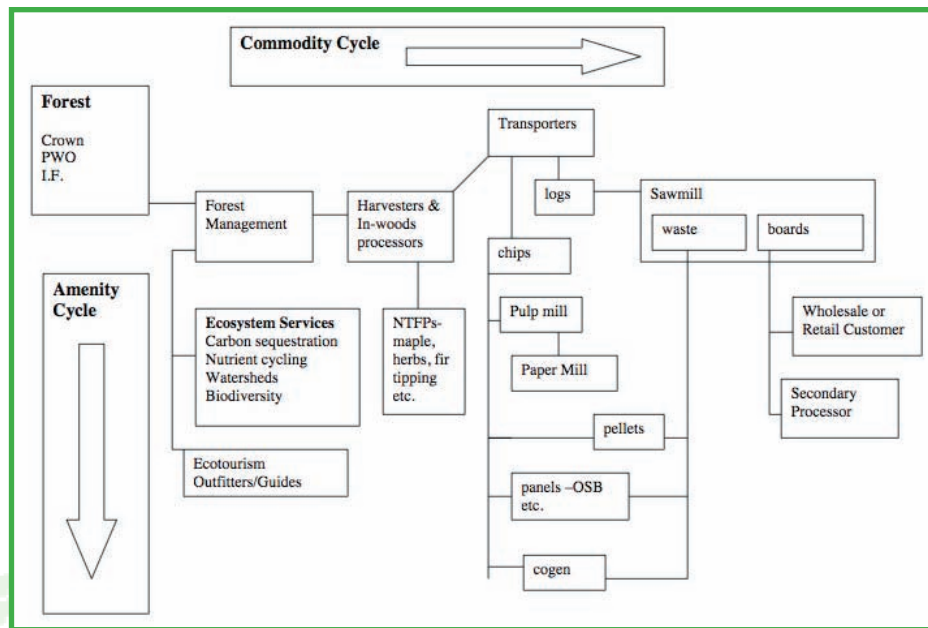 Commodity Cycle
Forest
Crown
PWO
I.F.
Transporters
Forest
Management
Harvesters &
In-woods
processors
logs
Sawmill
waste
boards
chips
Amenity
Cycle
Ecosystem Services
Carbon sequestration
Nutrient cycling
Watersheds
Biodiversity
NTFPs-
maple,
herbs, fir
tipping
etc.
Pulp mill
Paper Mill
Wholesale or
Retail Customer
Secondary
Processor
pellets
Ecotourism
Outfitters/Guides
panels –OSB
etc.
cogen